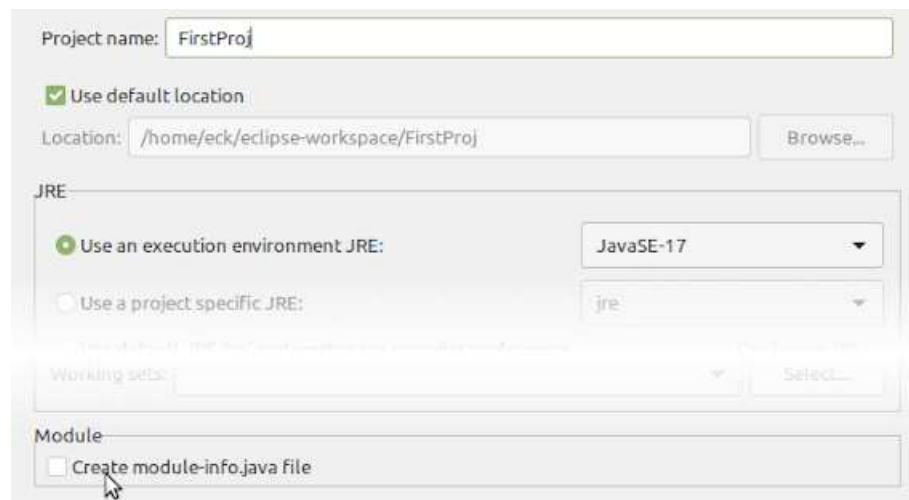 Project name: FirstProj
Use default location
Location: /home/eck/eclipse-workspace/FirstProj Browse...
JRE
Use an execution environment JRE: JavaSE-17
Use a project specific JRE: jre
Working sets: Select...
Module
Create module-info.java file